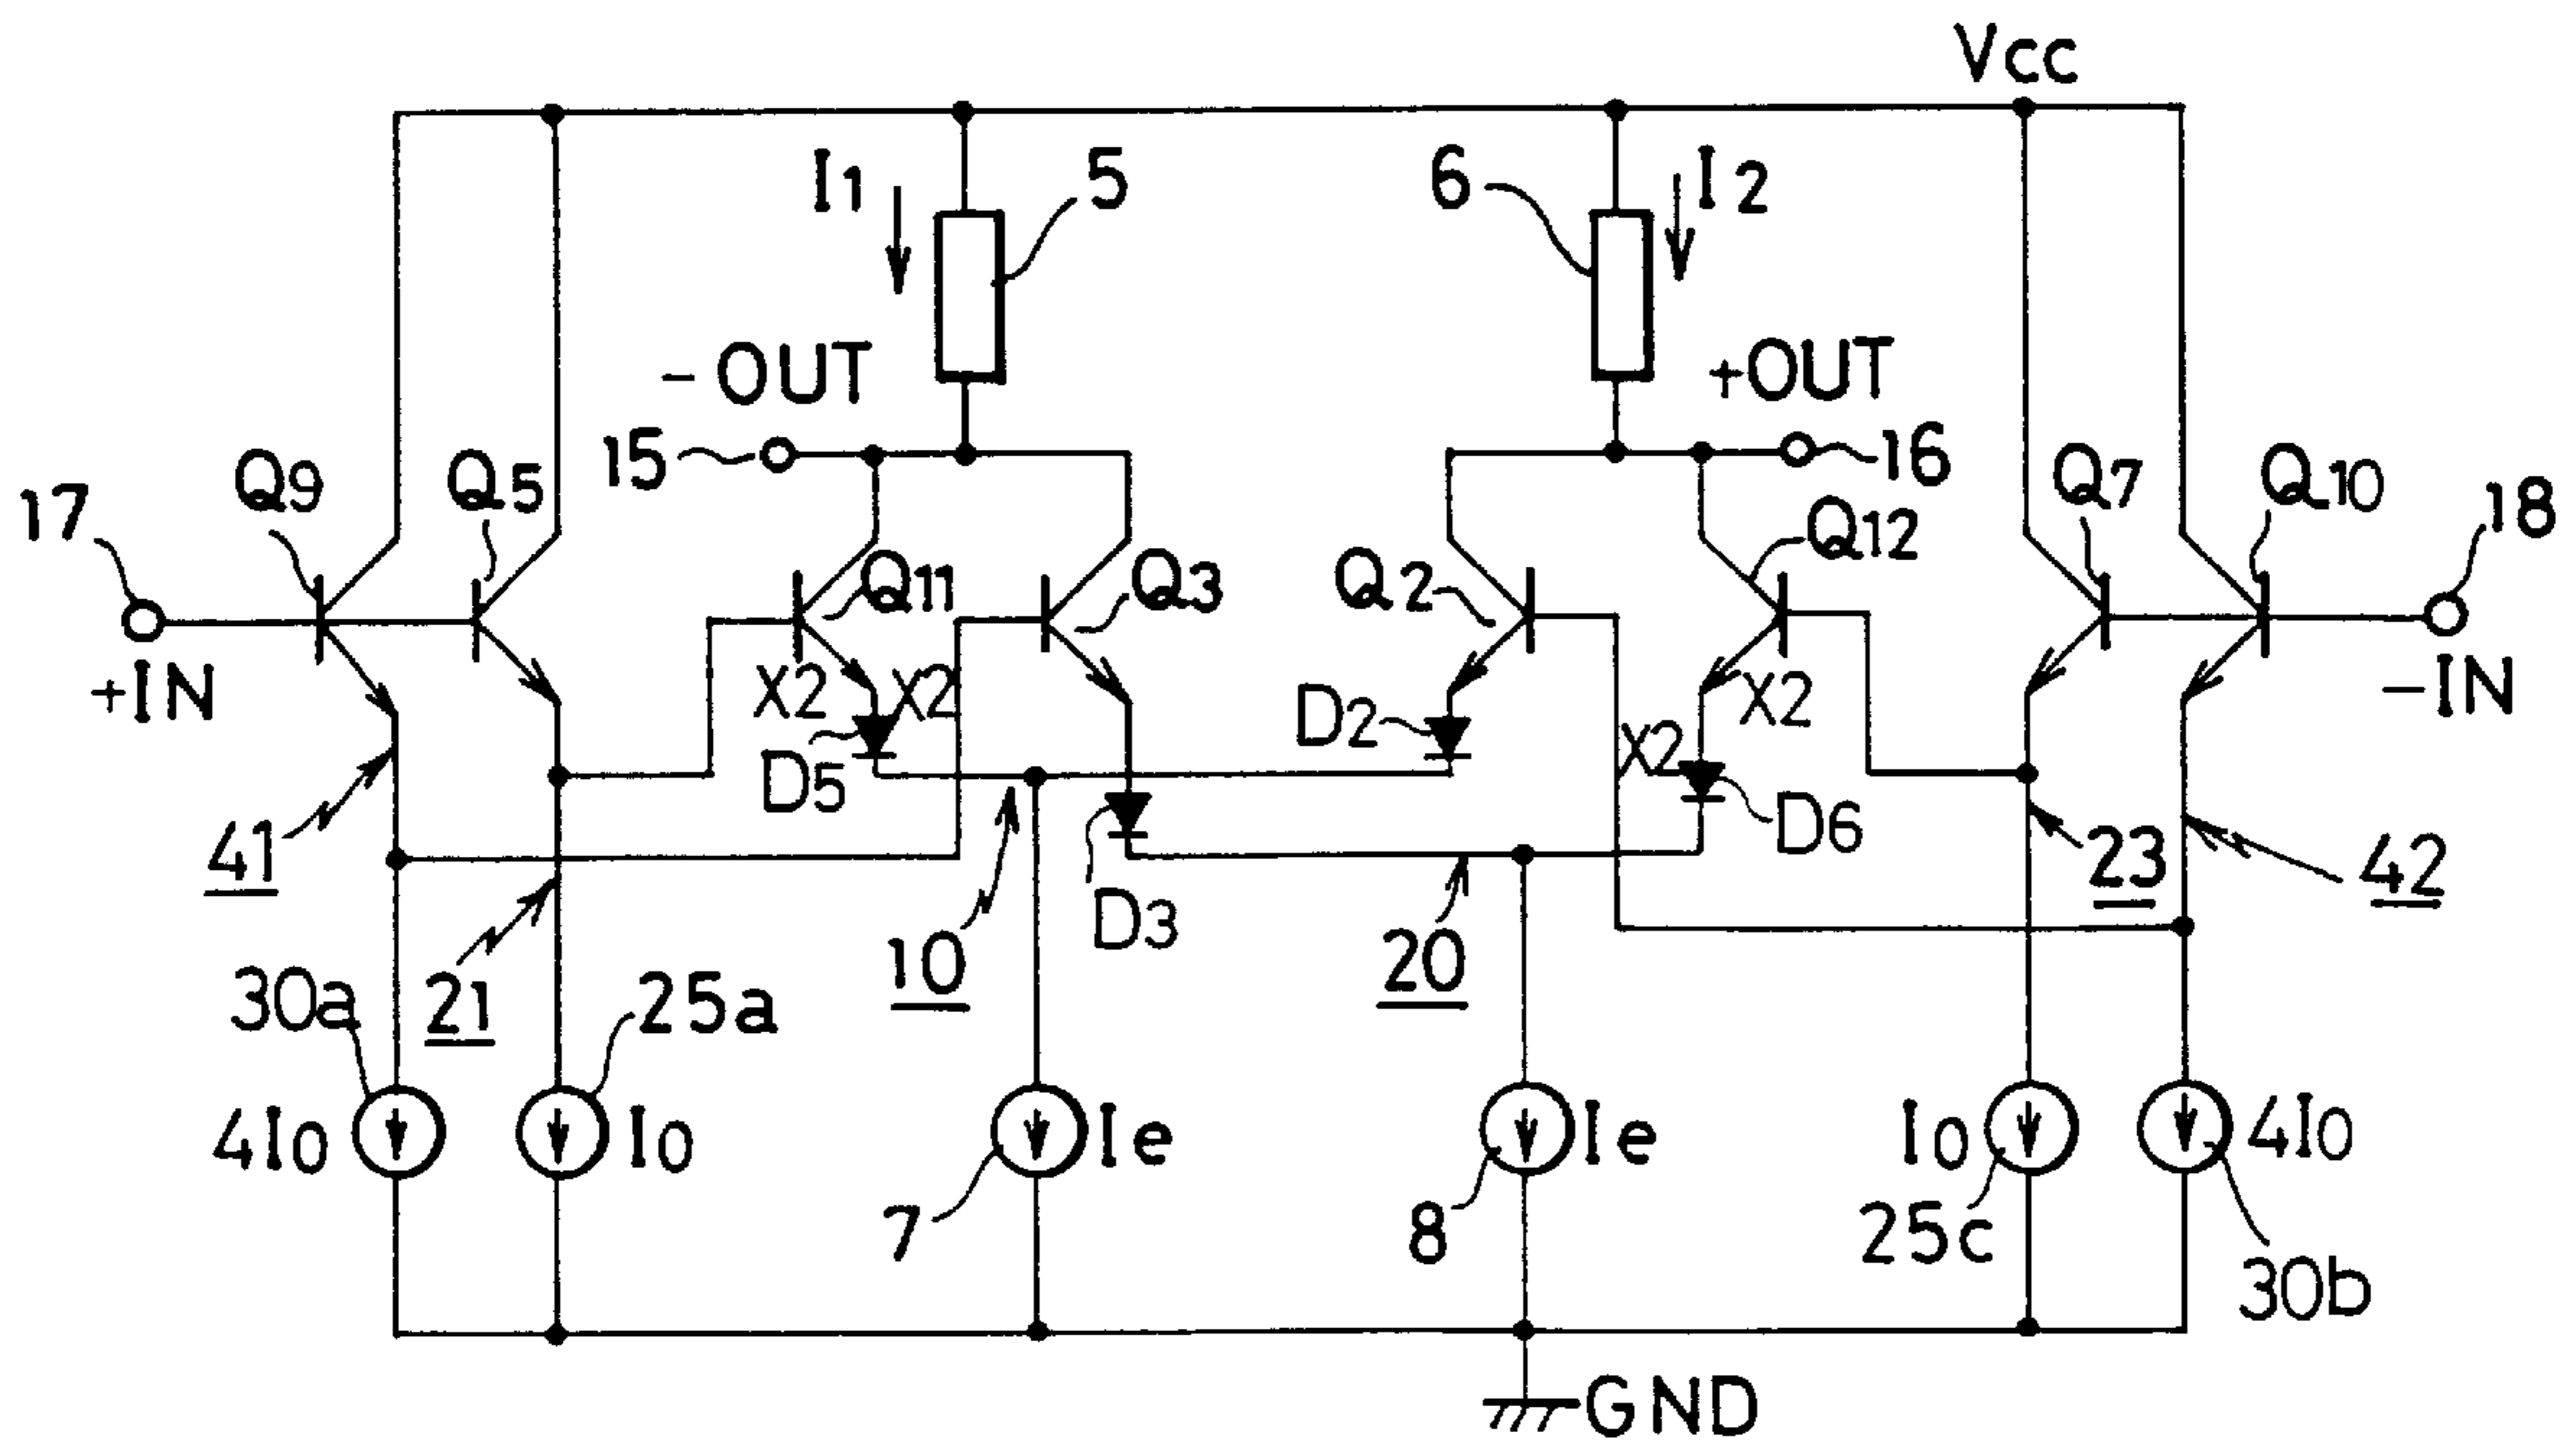 Vcc
I1
5
6
I2
-OUT
+OUT
15
16
17
Q9
Q5
Q11
Q3
Q2
Q12
Q7
Q10
18
+IN
X2
X2
D5
D2
X2
X2
D6
-IN
41
D3
10
20
23
42
30a
21
25a
4I0
I0
Ie
Ie
I0
4I0
7
8
25c
30b
GND